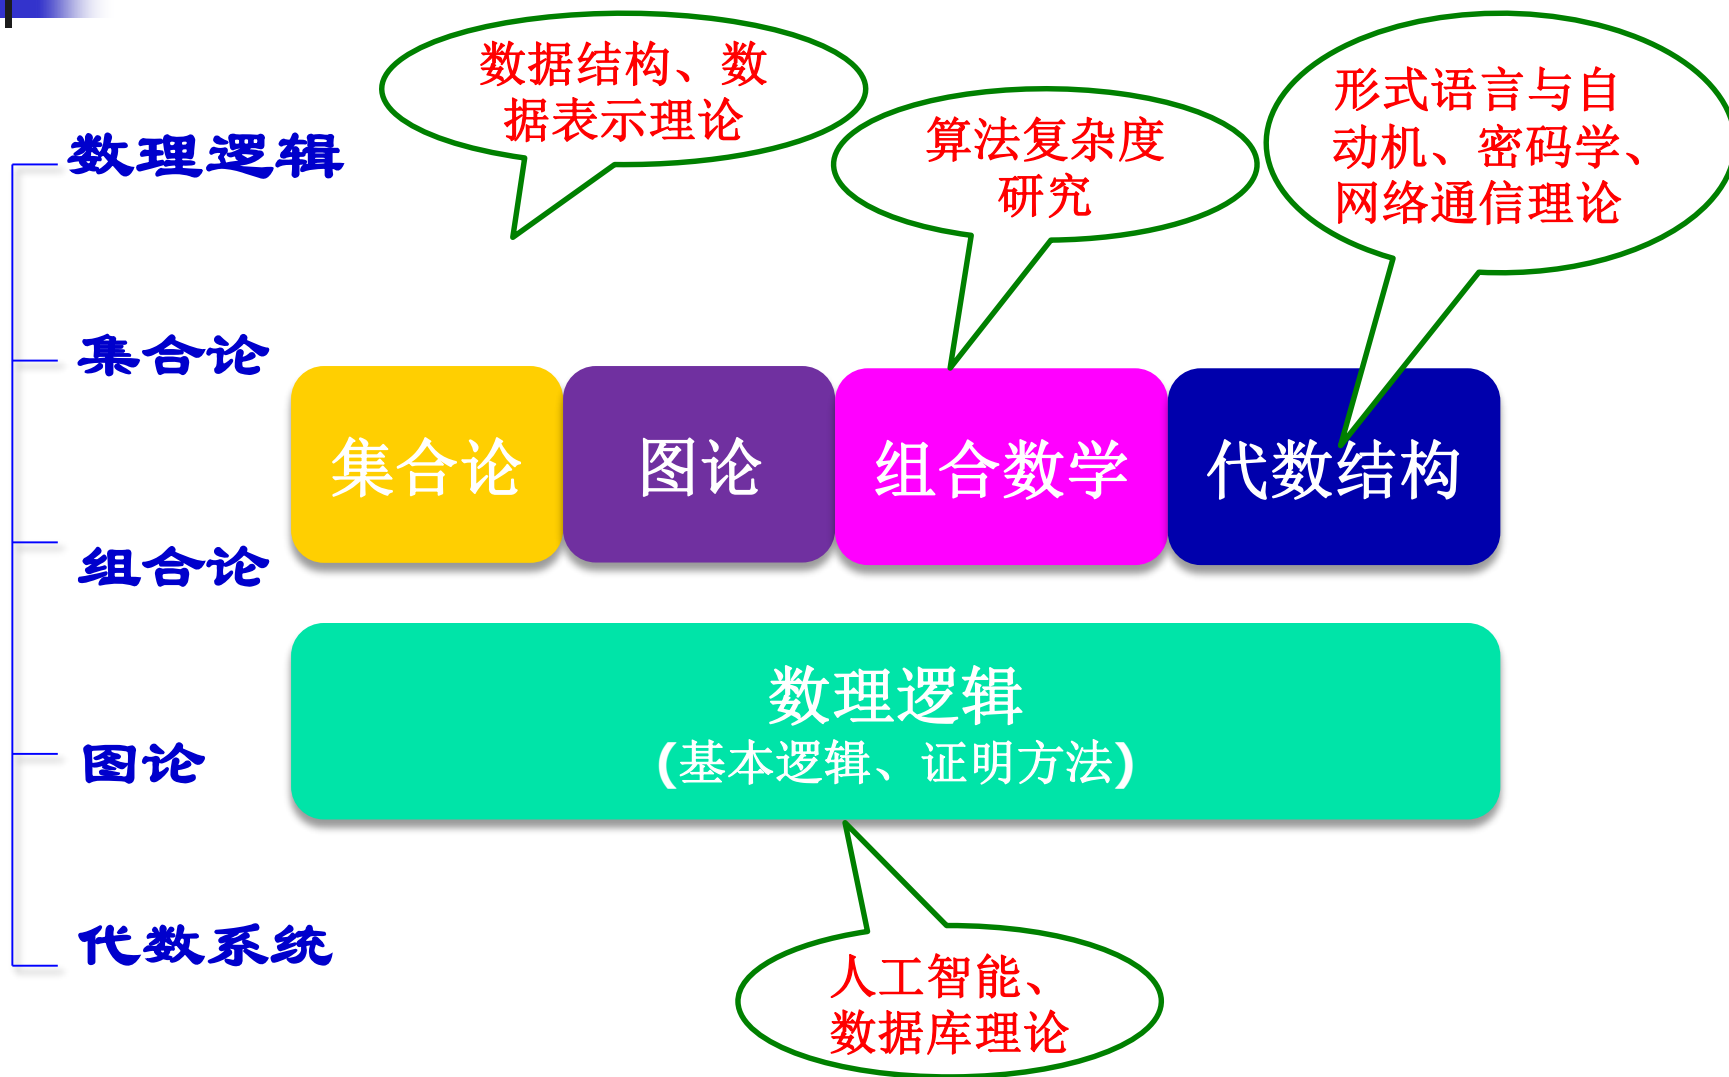 数据结构、数
据表示理论
算法复杂度
研究
形式语言与自
动机、密码学、
网络通信理论
数理逻辑
集合论
组合论
图论
代数系统
集合论
图论
组合数学
代数结构
数理逻辑
(基本逻辑、证明方法)
人工智能、
数据库理论